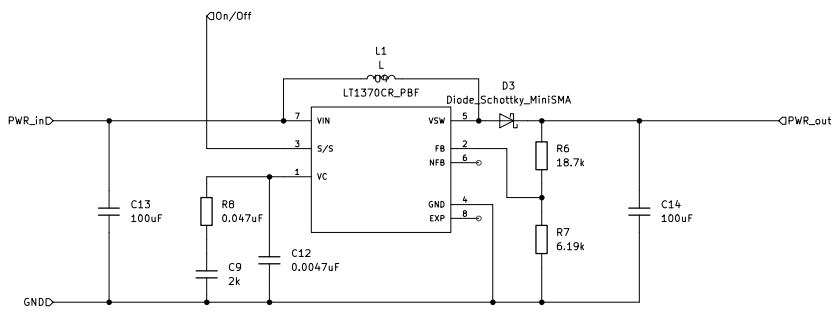 On/Off
L1
L
LT1370CR_PBF
D3
Diode_Schottky_MiniSMA
PWR_in
7
VIN
VSW
5
PWR_out
3
S/S
FB
2
R6
18.7k
NFB
6
1
VC
C13
100uF
R8
0.047uF
GND
4
EXP
8
C14
100uF
R7
6.19k
C12
0.0047uF
C9
2k
GND